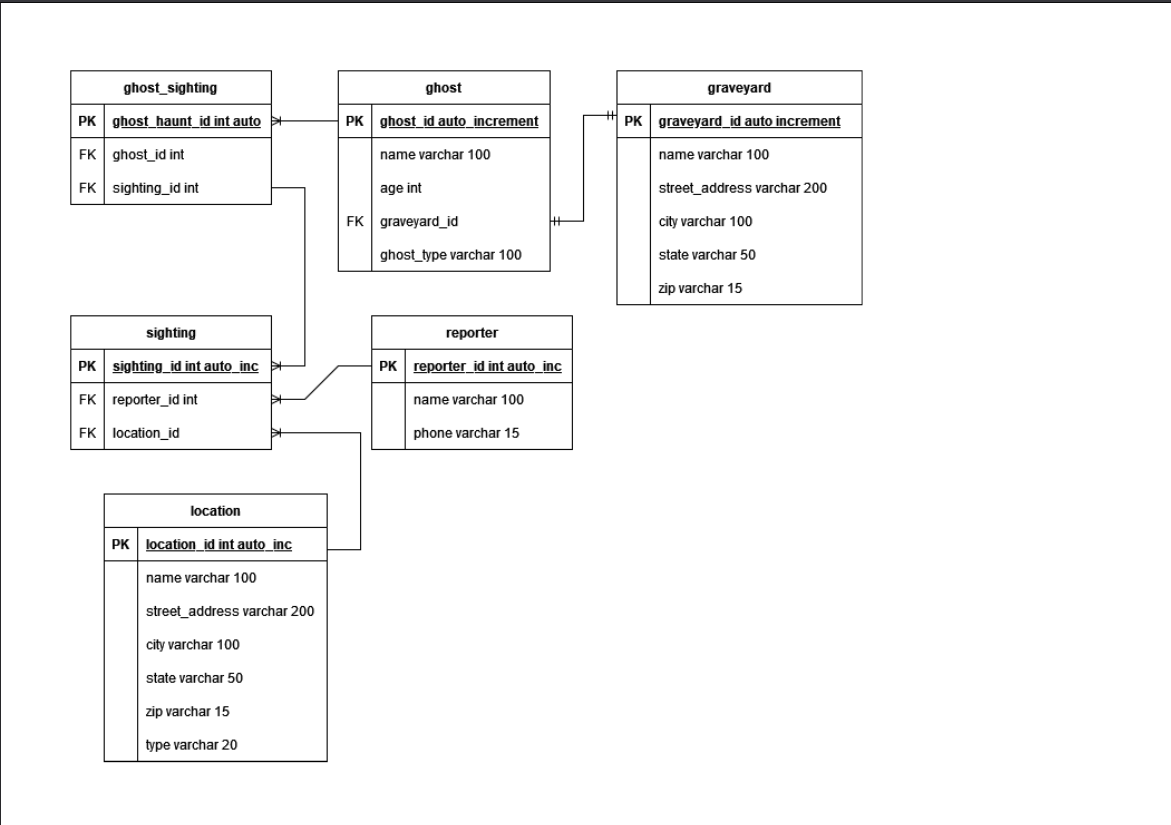 ghost_sighting
PK ghost_haunt_id int auto
FK ghost_id int
FK sighting_id int
ghost
PK ghost_id auto_increment
name varchar 100
age int
FK graveyard_id
ghost_type varchar 100
graveyard
PK graveyard_id auto increment
name varchar 100
street_address varchar 200
city varchar 100
state varchar 50
zip varchar 15
sighting
PK sighting_id int auto_inc
FK reporter_id int
FK location_id
reporter
PK reporter_id int auto_inc
name varchar 100
phone varchar 15
location
PK location_id int auto_inc
name varchar 100
street_address varchar 200
city varchar 100
state varchar 50
zip varchar 15
type varchar 20